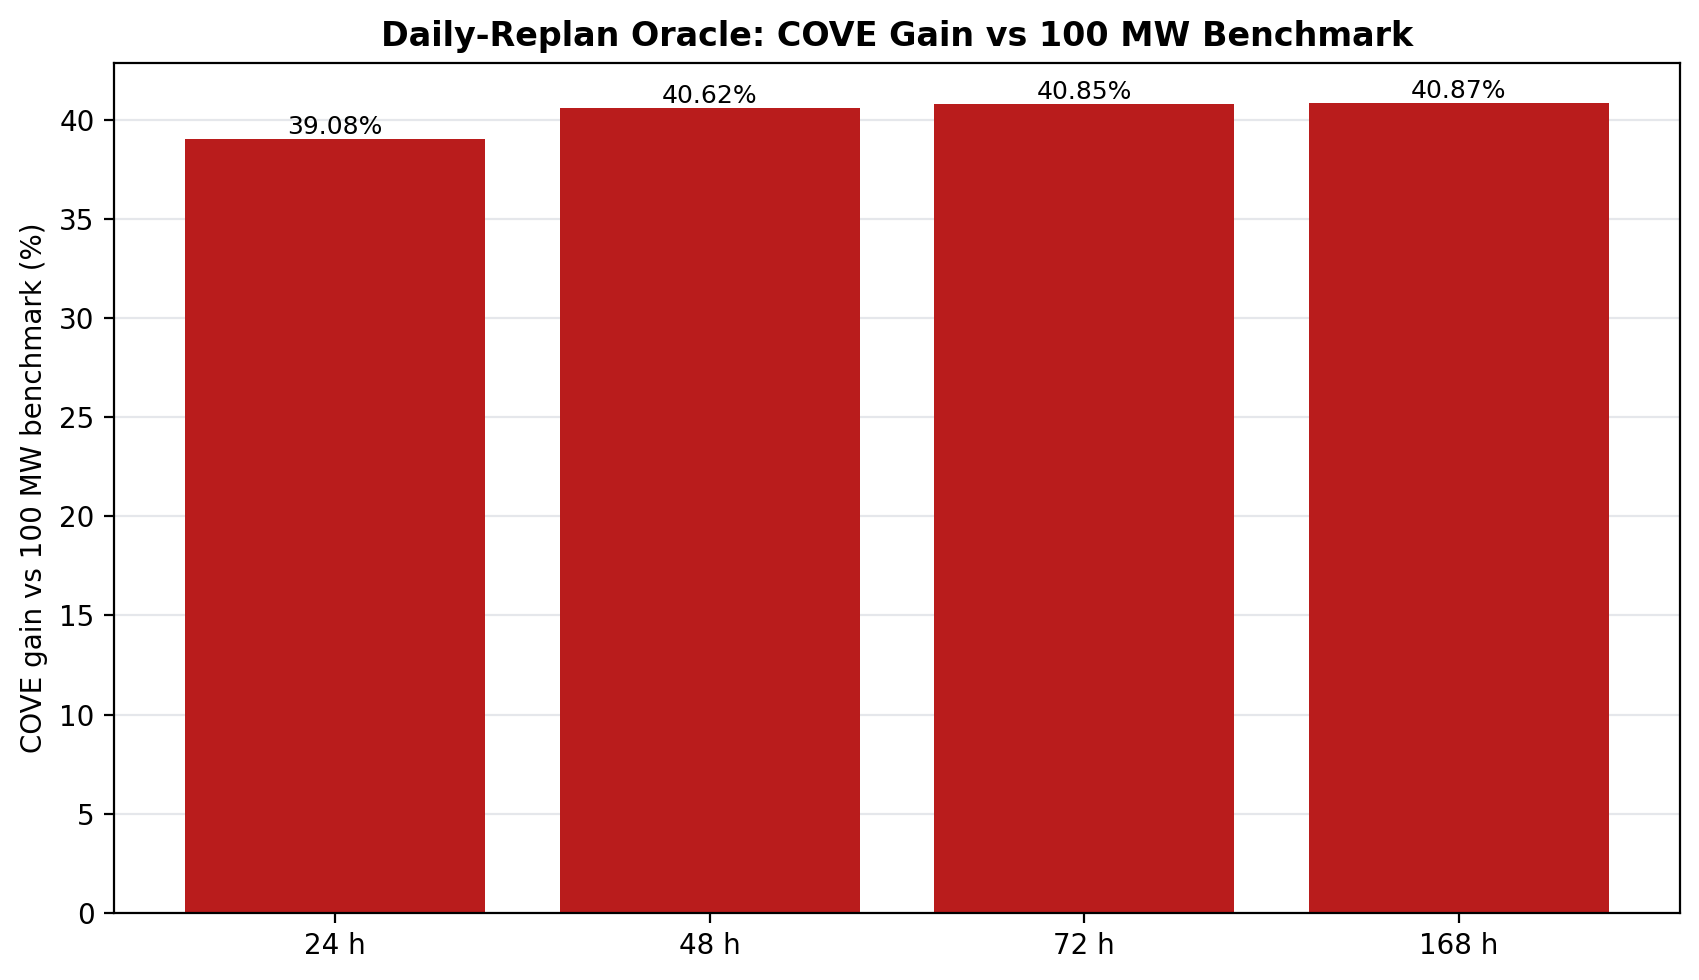 Daily-Replan Oracle: COVE Gain vs 100 MW Benchmark
COVE gain vs 100 MW benchmark (%)
40
35
30
25
20
15
10
5
0
39.08%
40.62%
40.85%
40.87%
24 h
48 h
72 h
168 h